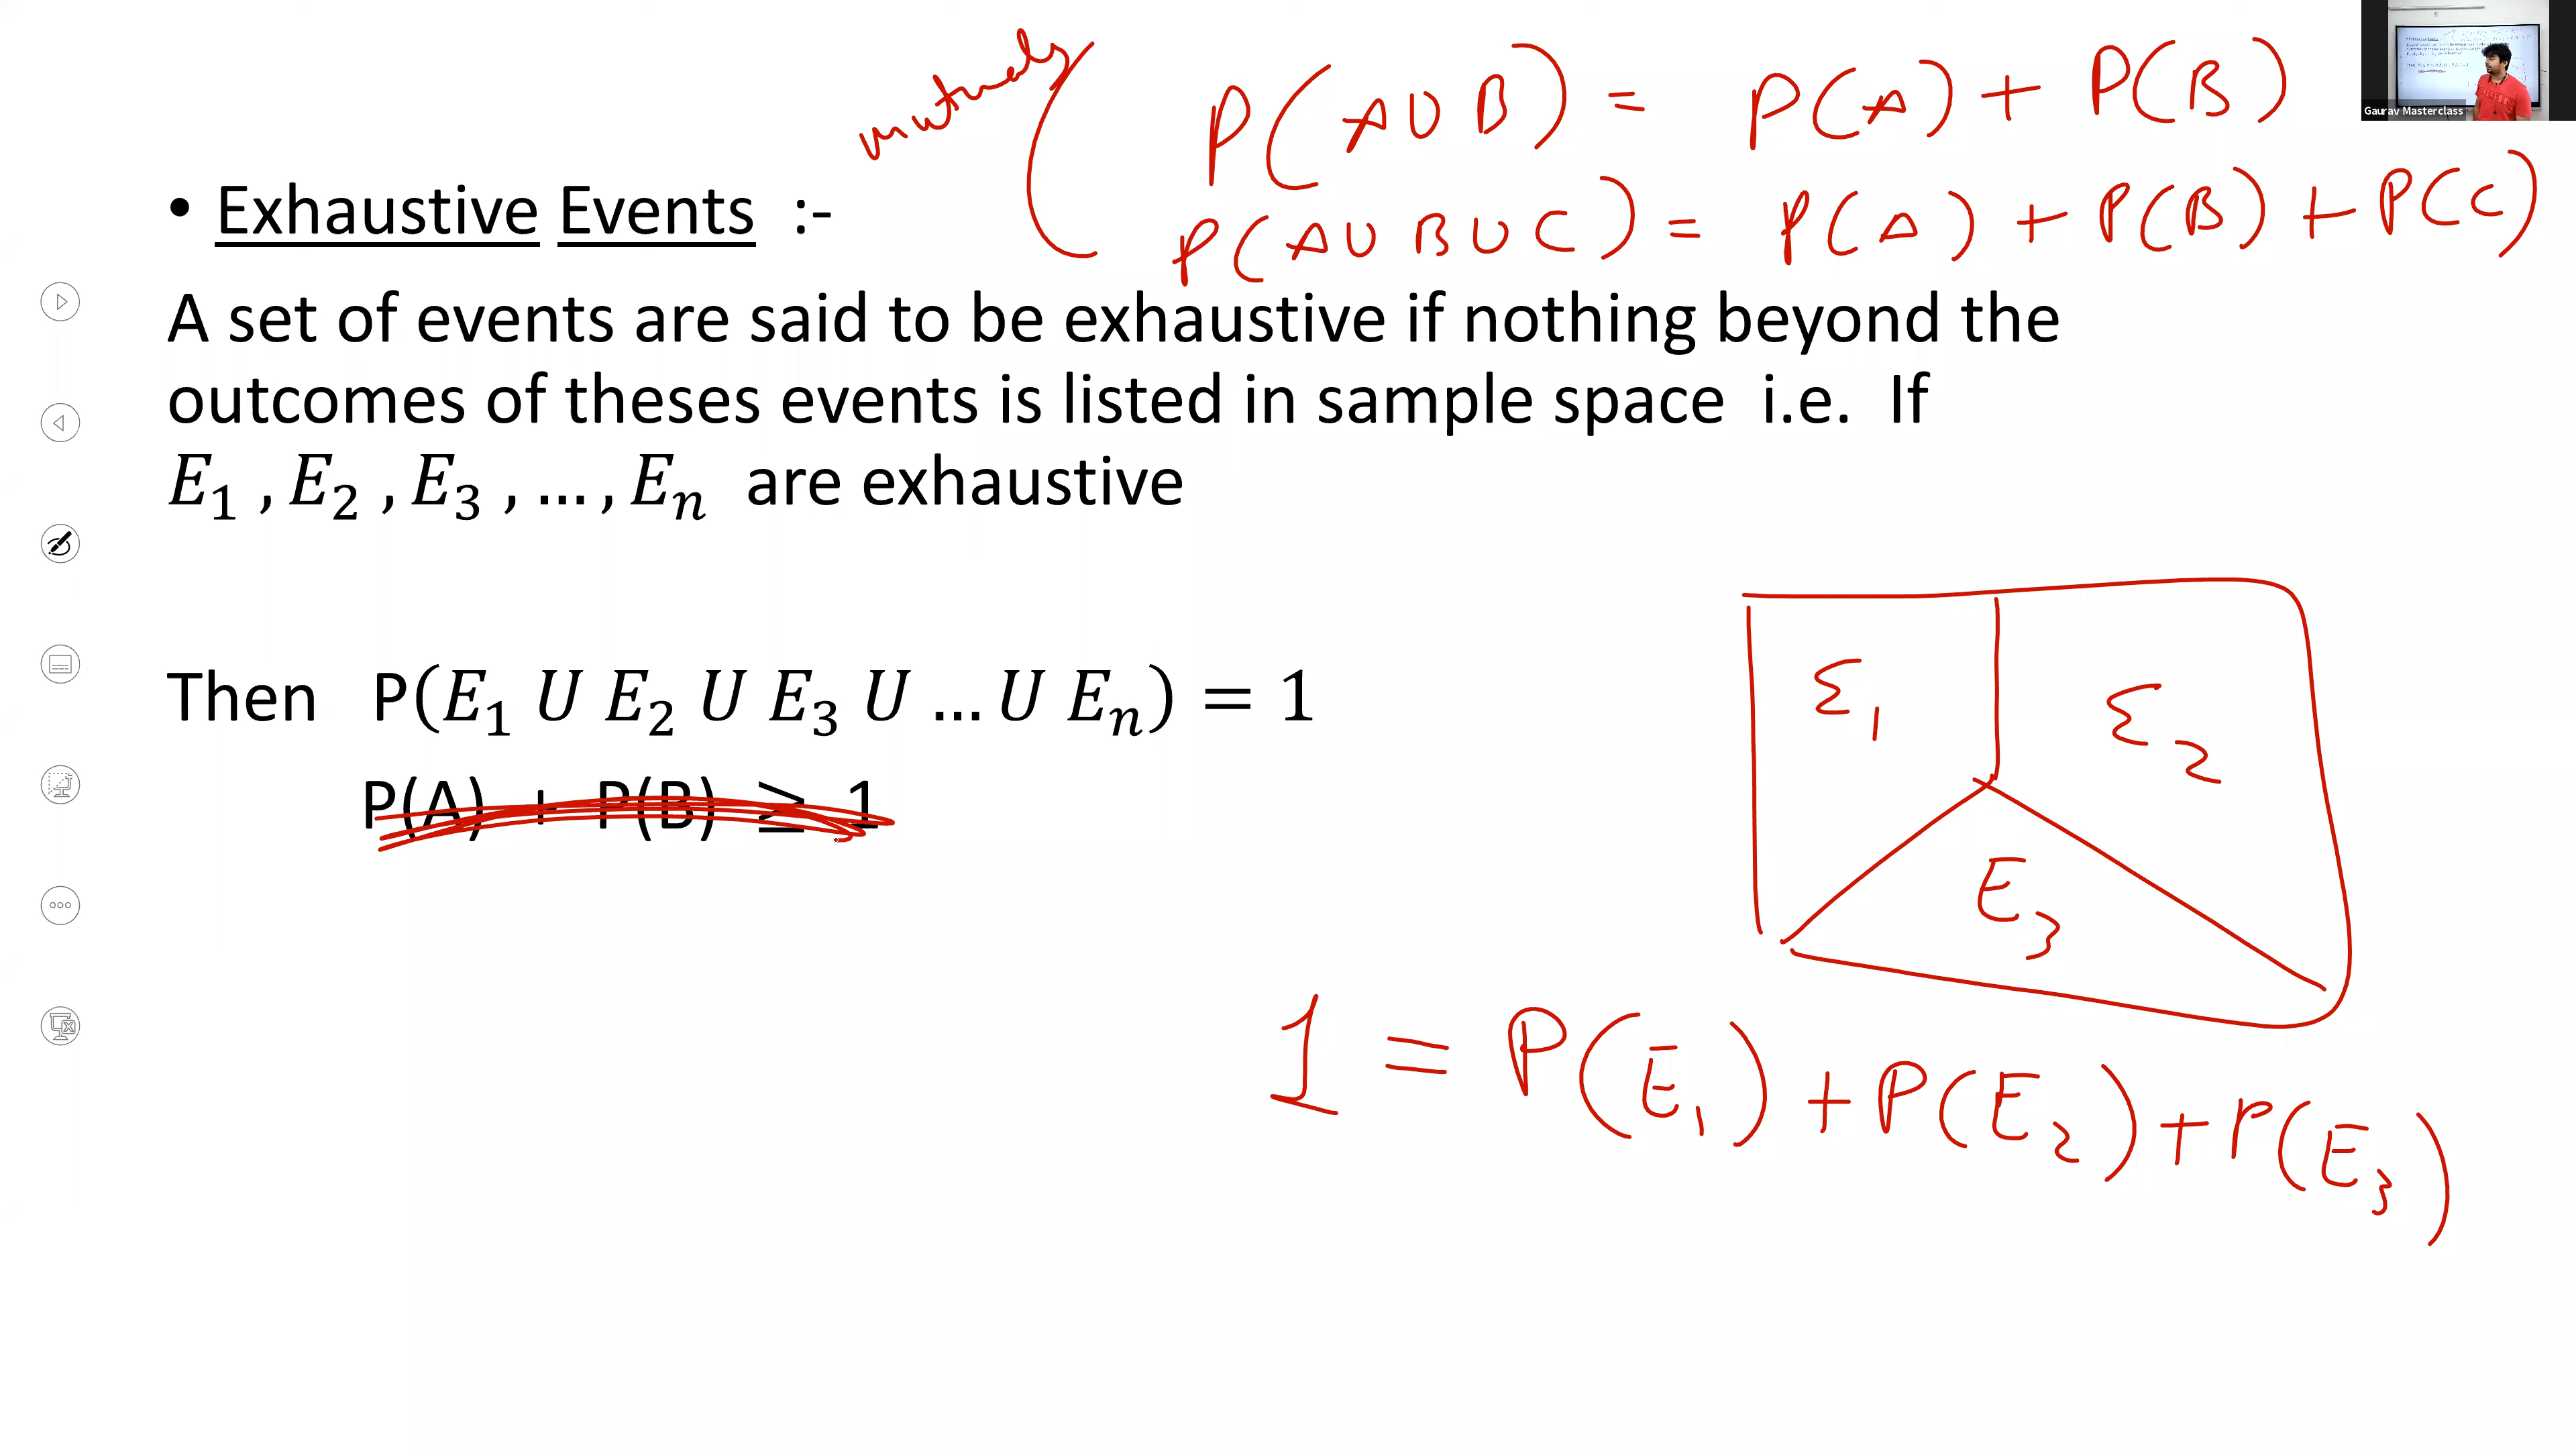 mutually
P(A∪B) = P(A) + P(B)
P(A∪B∪C) = P(A) + P(B) + P(C)
Gaurav Masterclass
• Exhaustive Events :-
A set of events are said to be exhaustive if nothing beyond the
outcomes of theses events is listed in sample space i.e. If
E₁ , E₂ , E₃ , … , Eₙ are exhaustive
Then P(E₁ U E₂ U E₃ U … U Eₙ) = 1
P(A) + P(B) ≥ 1
E₁
E₂
E₃
1 = P(E₁) + P(E₂) + P(E₃)